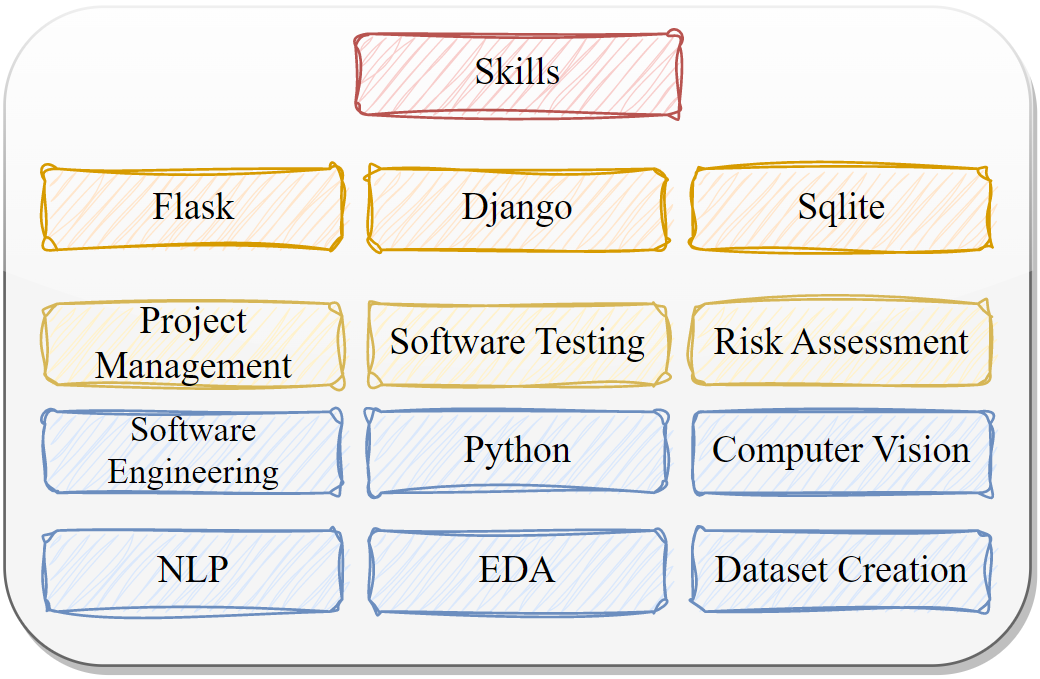 Skills
Flask
Django
Sqlite
Project
Management
Software Testing
Risk Assessment
Software
Engineering
Python
Computer Vision
NLP
EDA
Dataset Creation